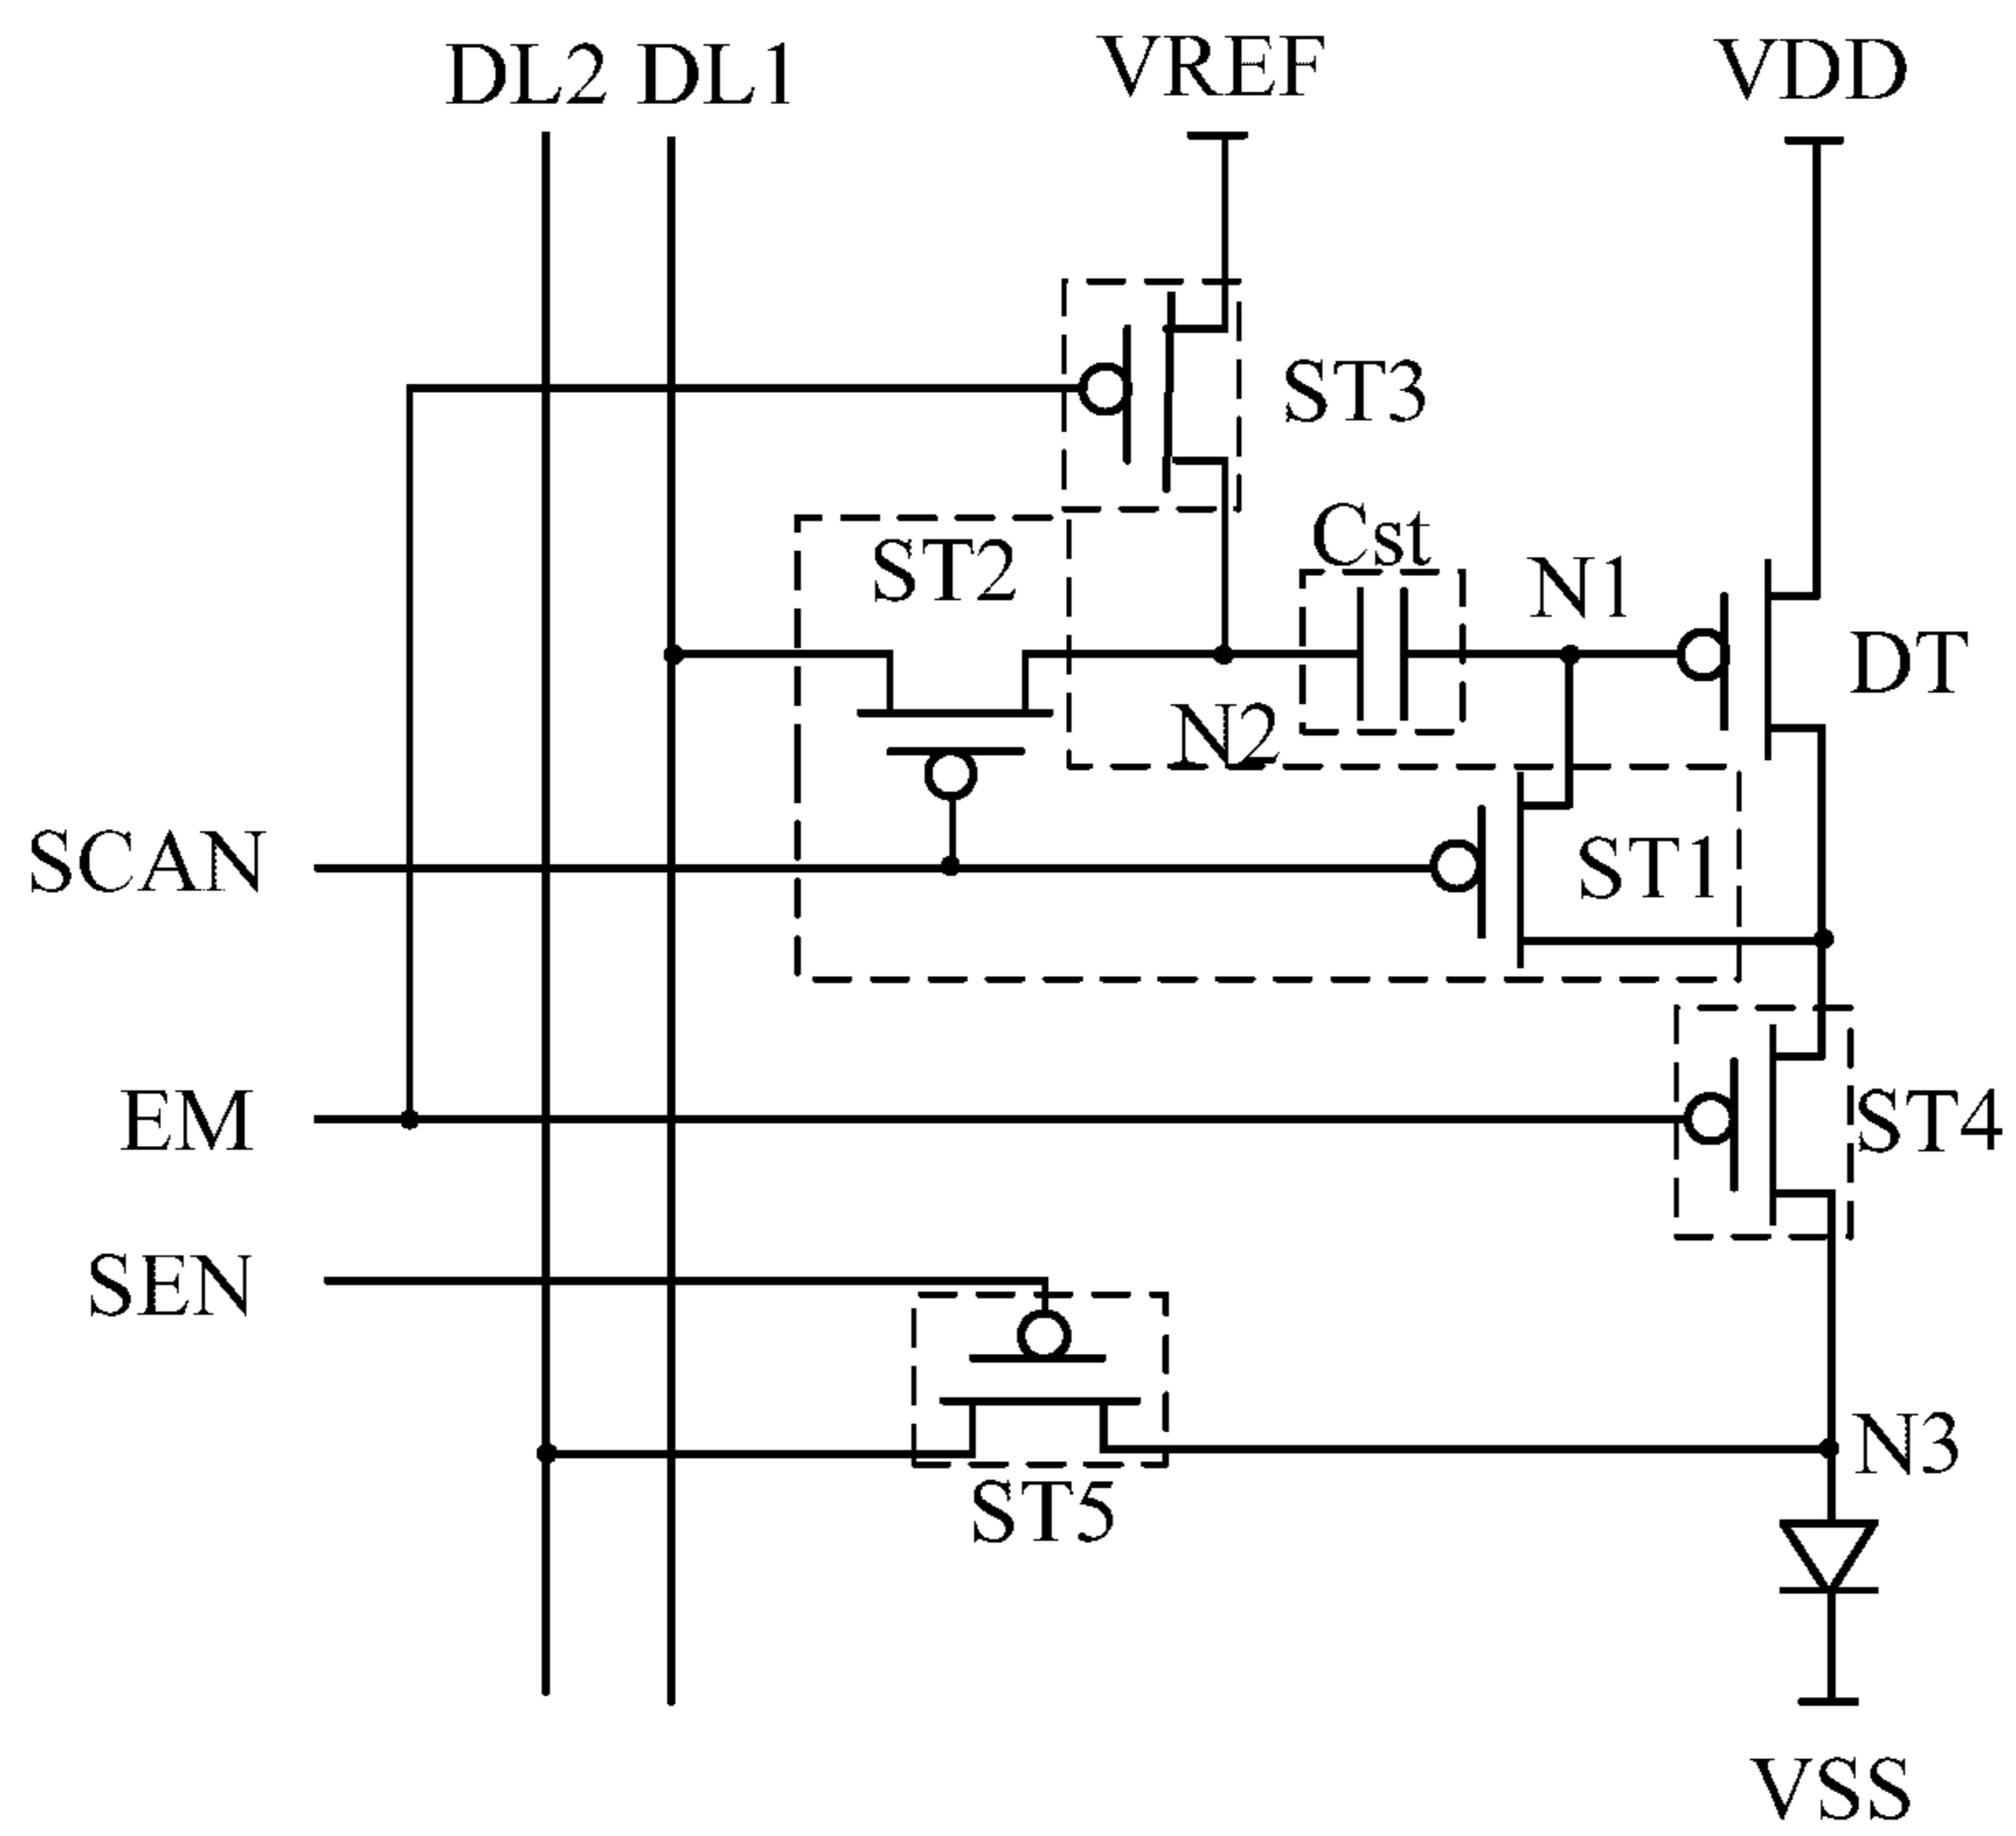 DL2 DL1 VREF VDD
ST3
Cst
ST2
N1
DT
N2
SCAN
ST1
EM
ST4
SEN
N3
ST5
VSS